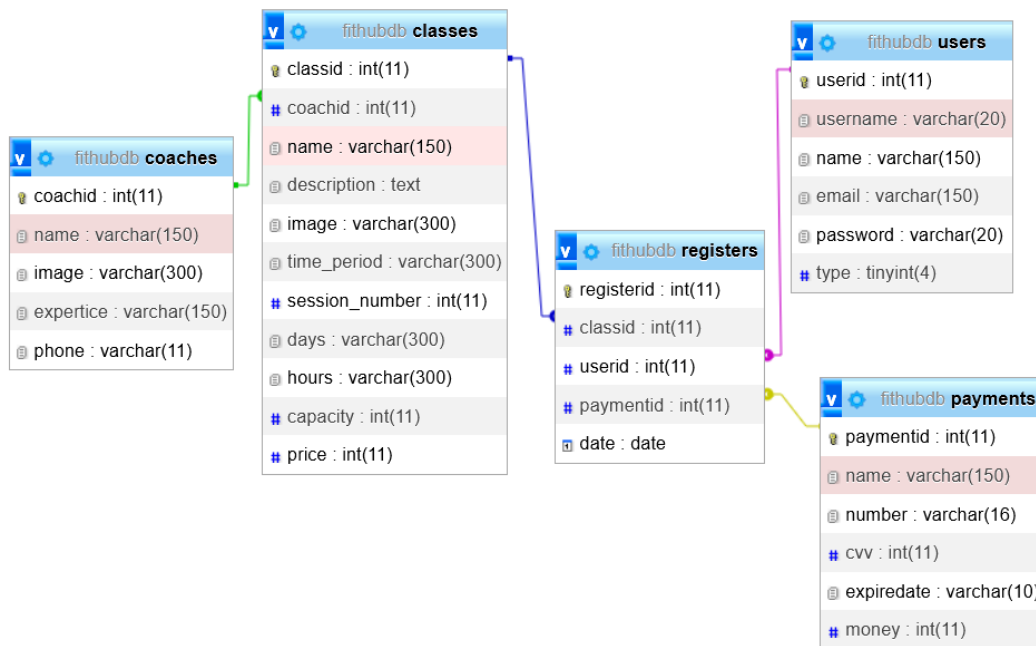 fithubdb coaches
coachid : int(11)
name : varchar(150)
image : varchar(300)
expertice : varchar(150)
phone : varchar(11)
v fithubdb classes
classid : int(11)
# coachid : int(11)
name : varchar(150)
description : text
image : varchar(300)
time_period : varchar(300)
# session_number : int(11)
days : varchar(300)
hours : varchar(300)
# capacity : int(11)
# price : int(11)
v fithubdb registers
registerid : int(11)
# classid : int(11)
# userid : int(11)
# paymentid : int(11)
date : date
v fithubdb users
userid : int(11)
username : varchar(20)
name : varchar(150)
email : varchar(150)
password : varchar(20)
# type : tinyint(4)
v fithubdb payments
paymentid : int(11)
name : varchar(150)
number : varchar(16)
# cvv : int(11)
expiredate : varchar(10)
# money : int(11)